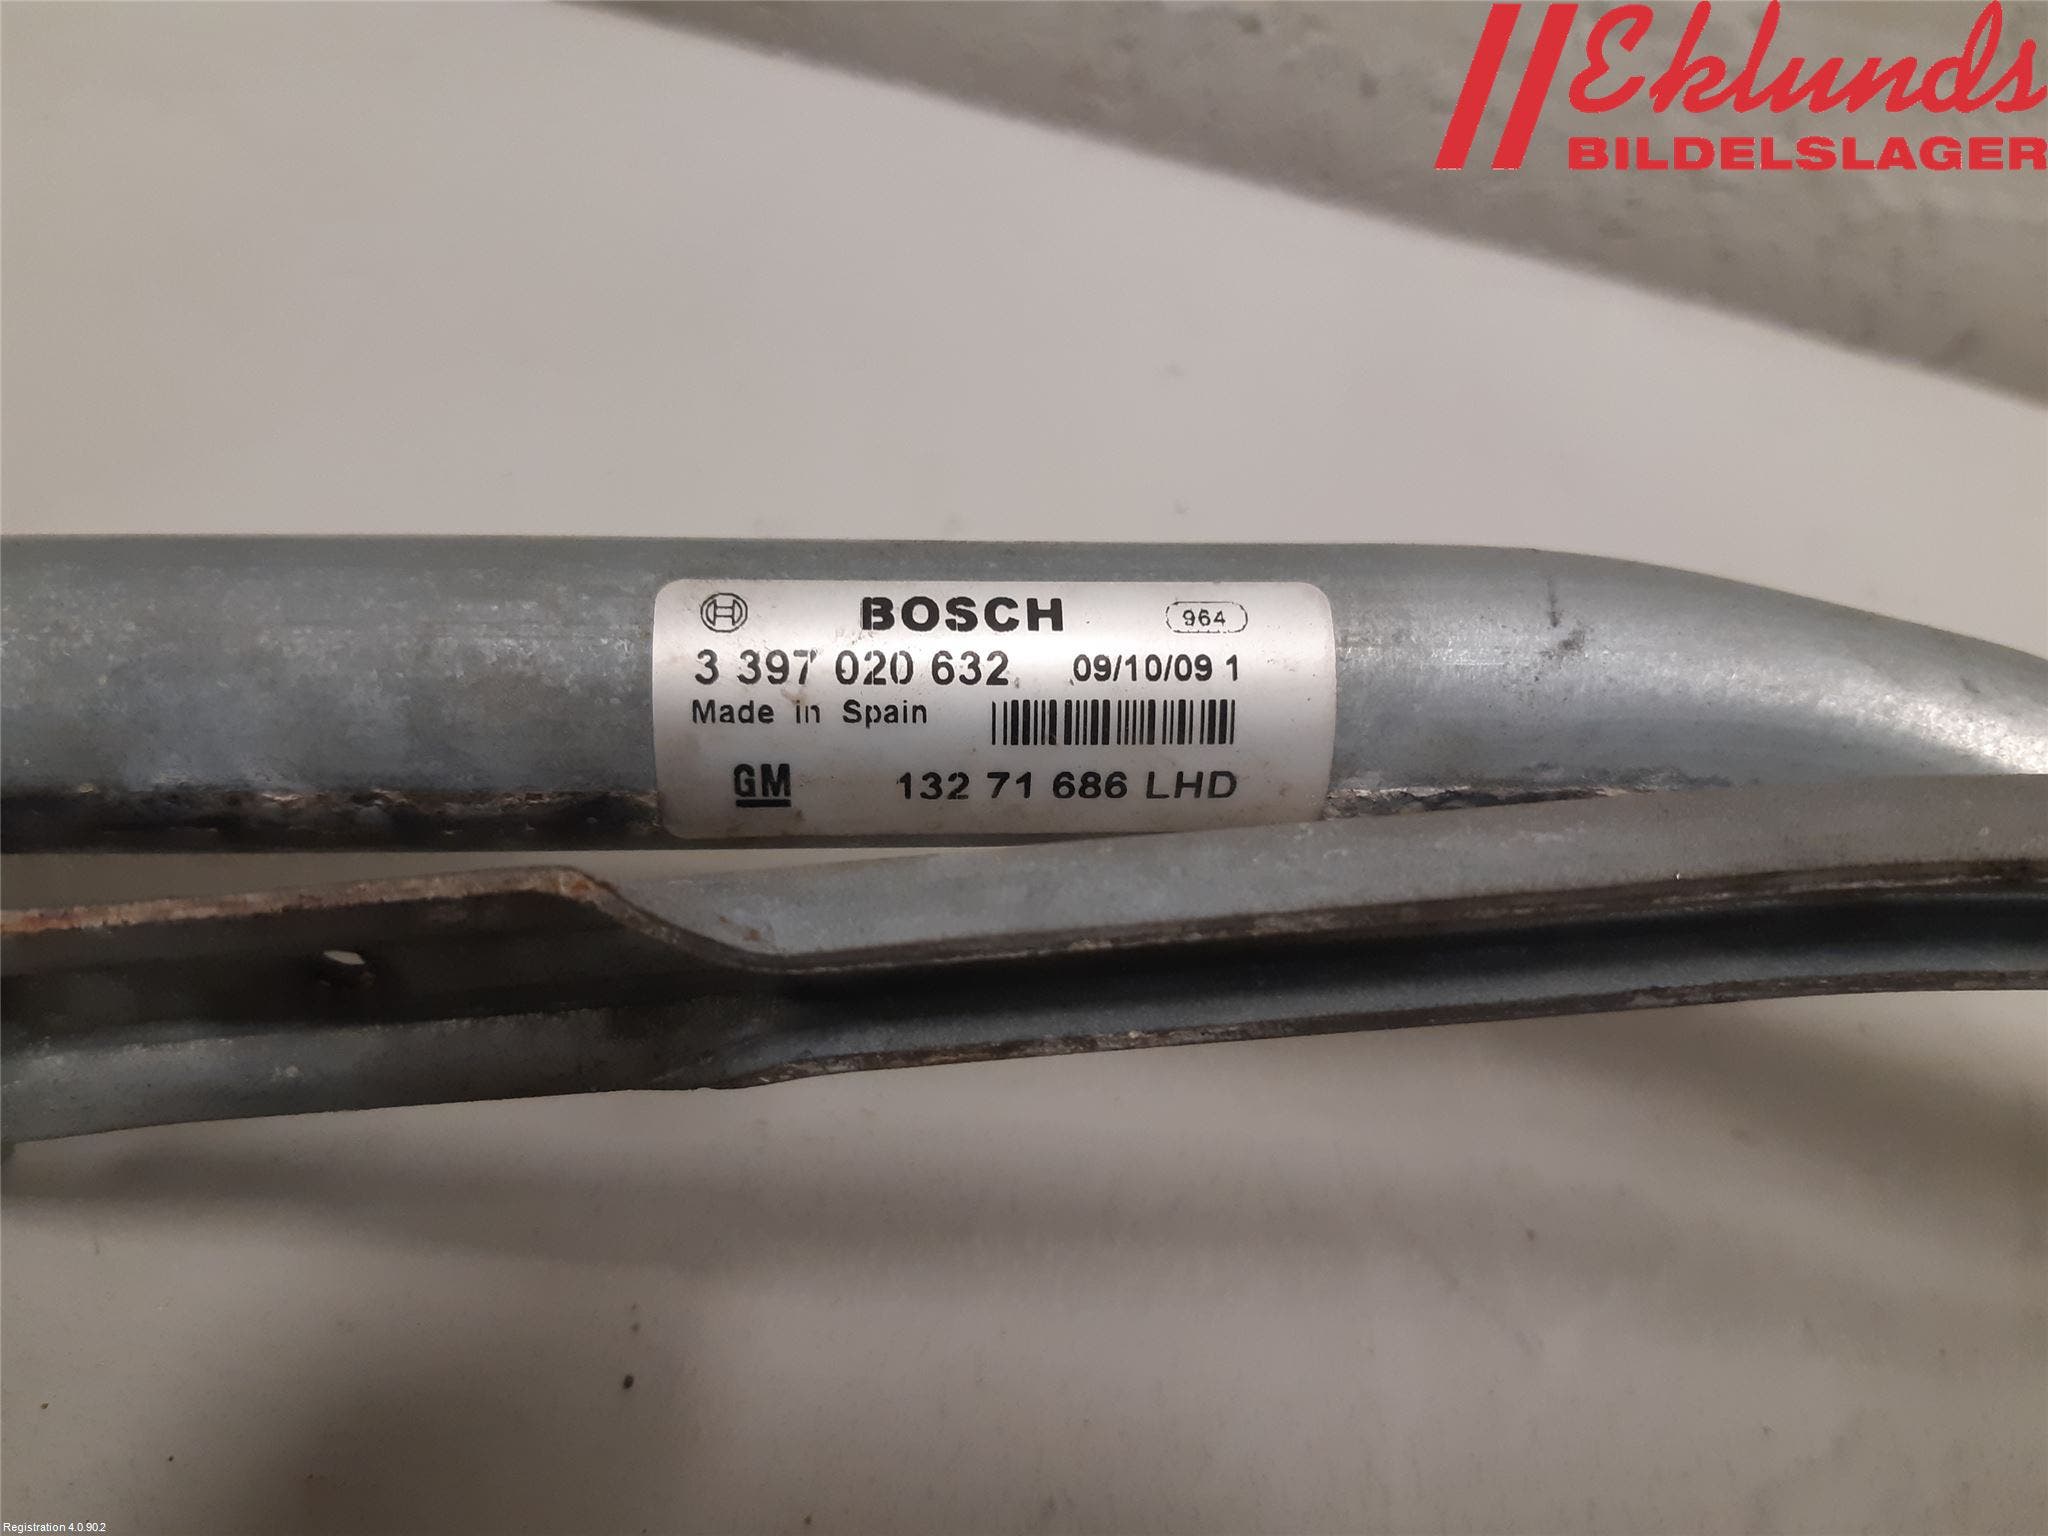 Eklunds
BILDELSLAGER
BOSCH 964
3 397 020 632 09/10/09 1
Made in Spain
GM 132 71 686 LHD
Registration 4.0.90.2